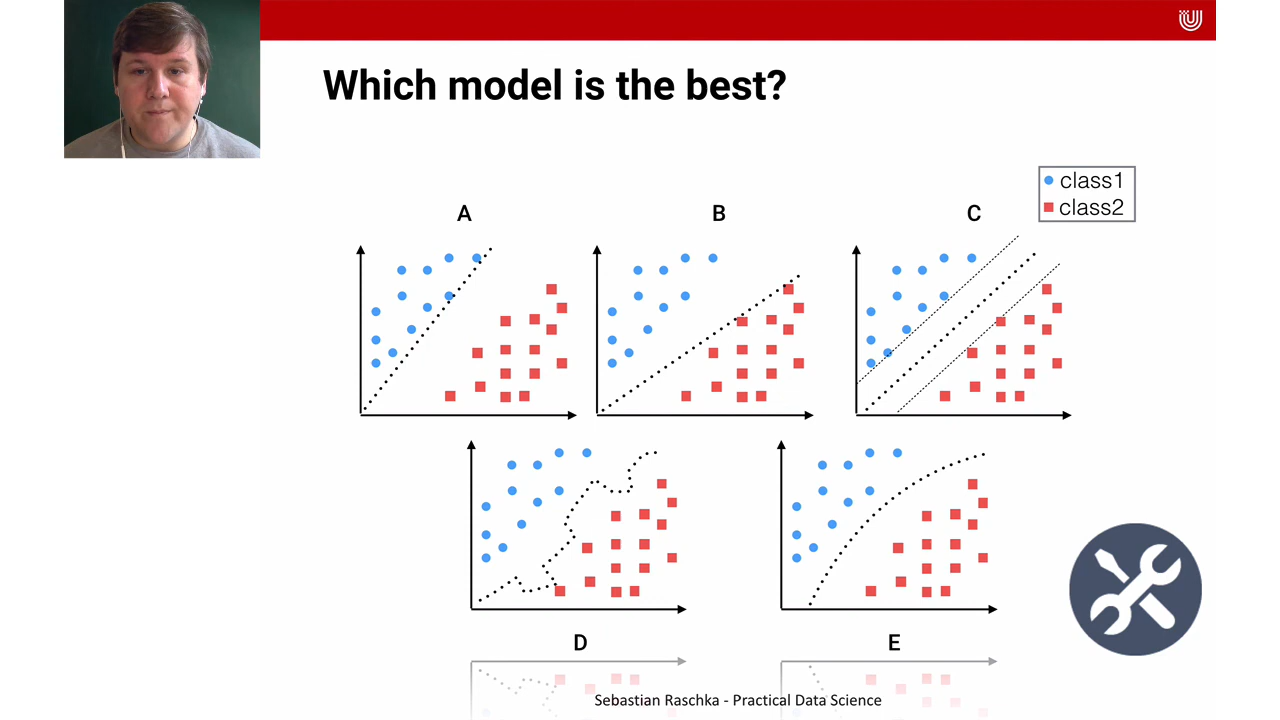 Which model is the best?
class1
class2
A
B
C
D
E
Sebastian Raschka - Practical Data Science